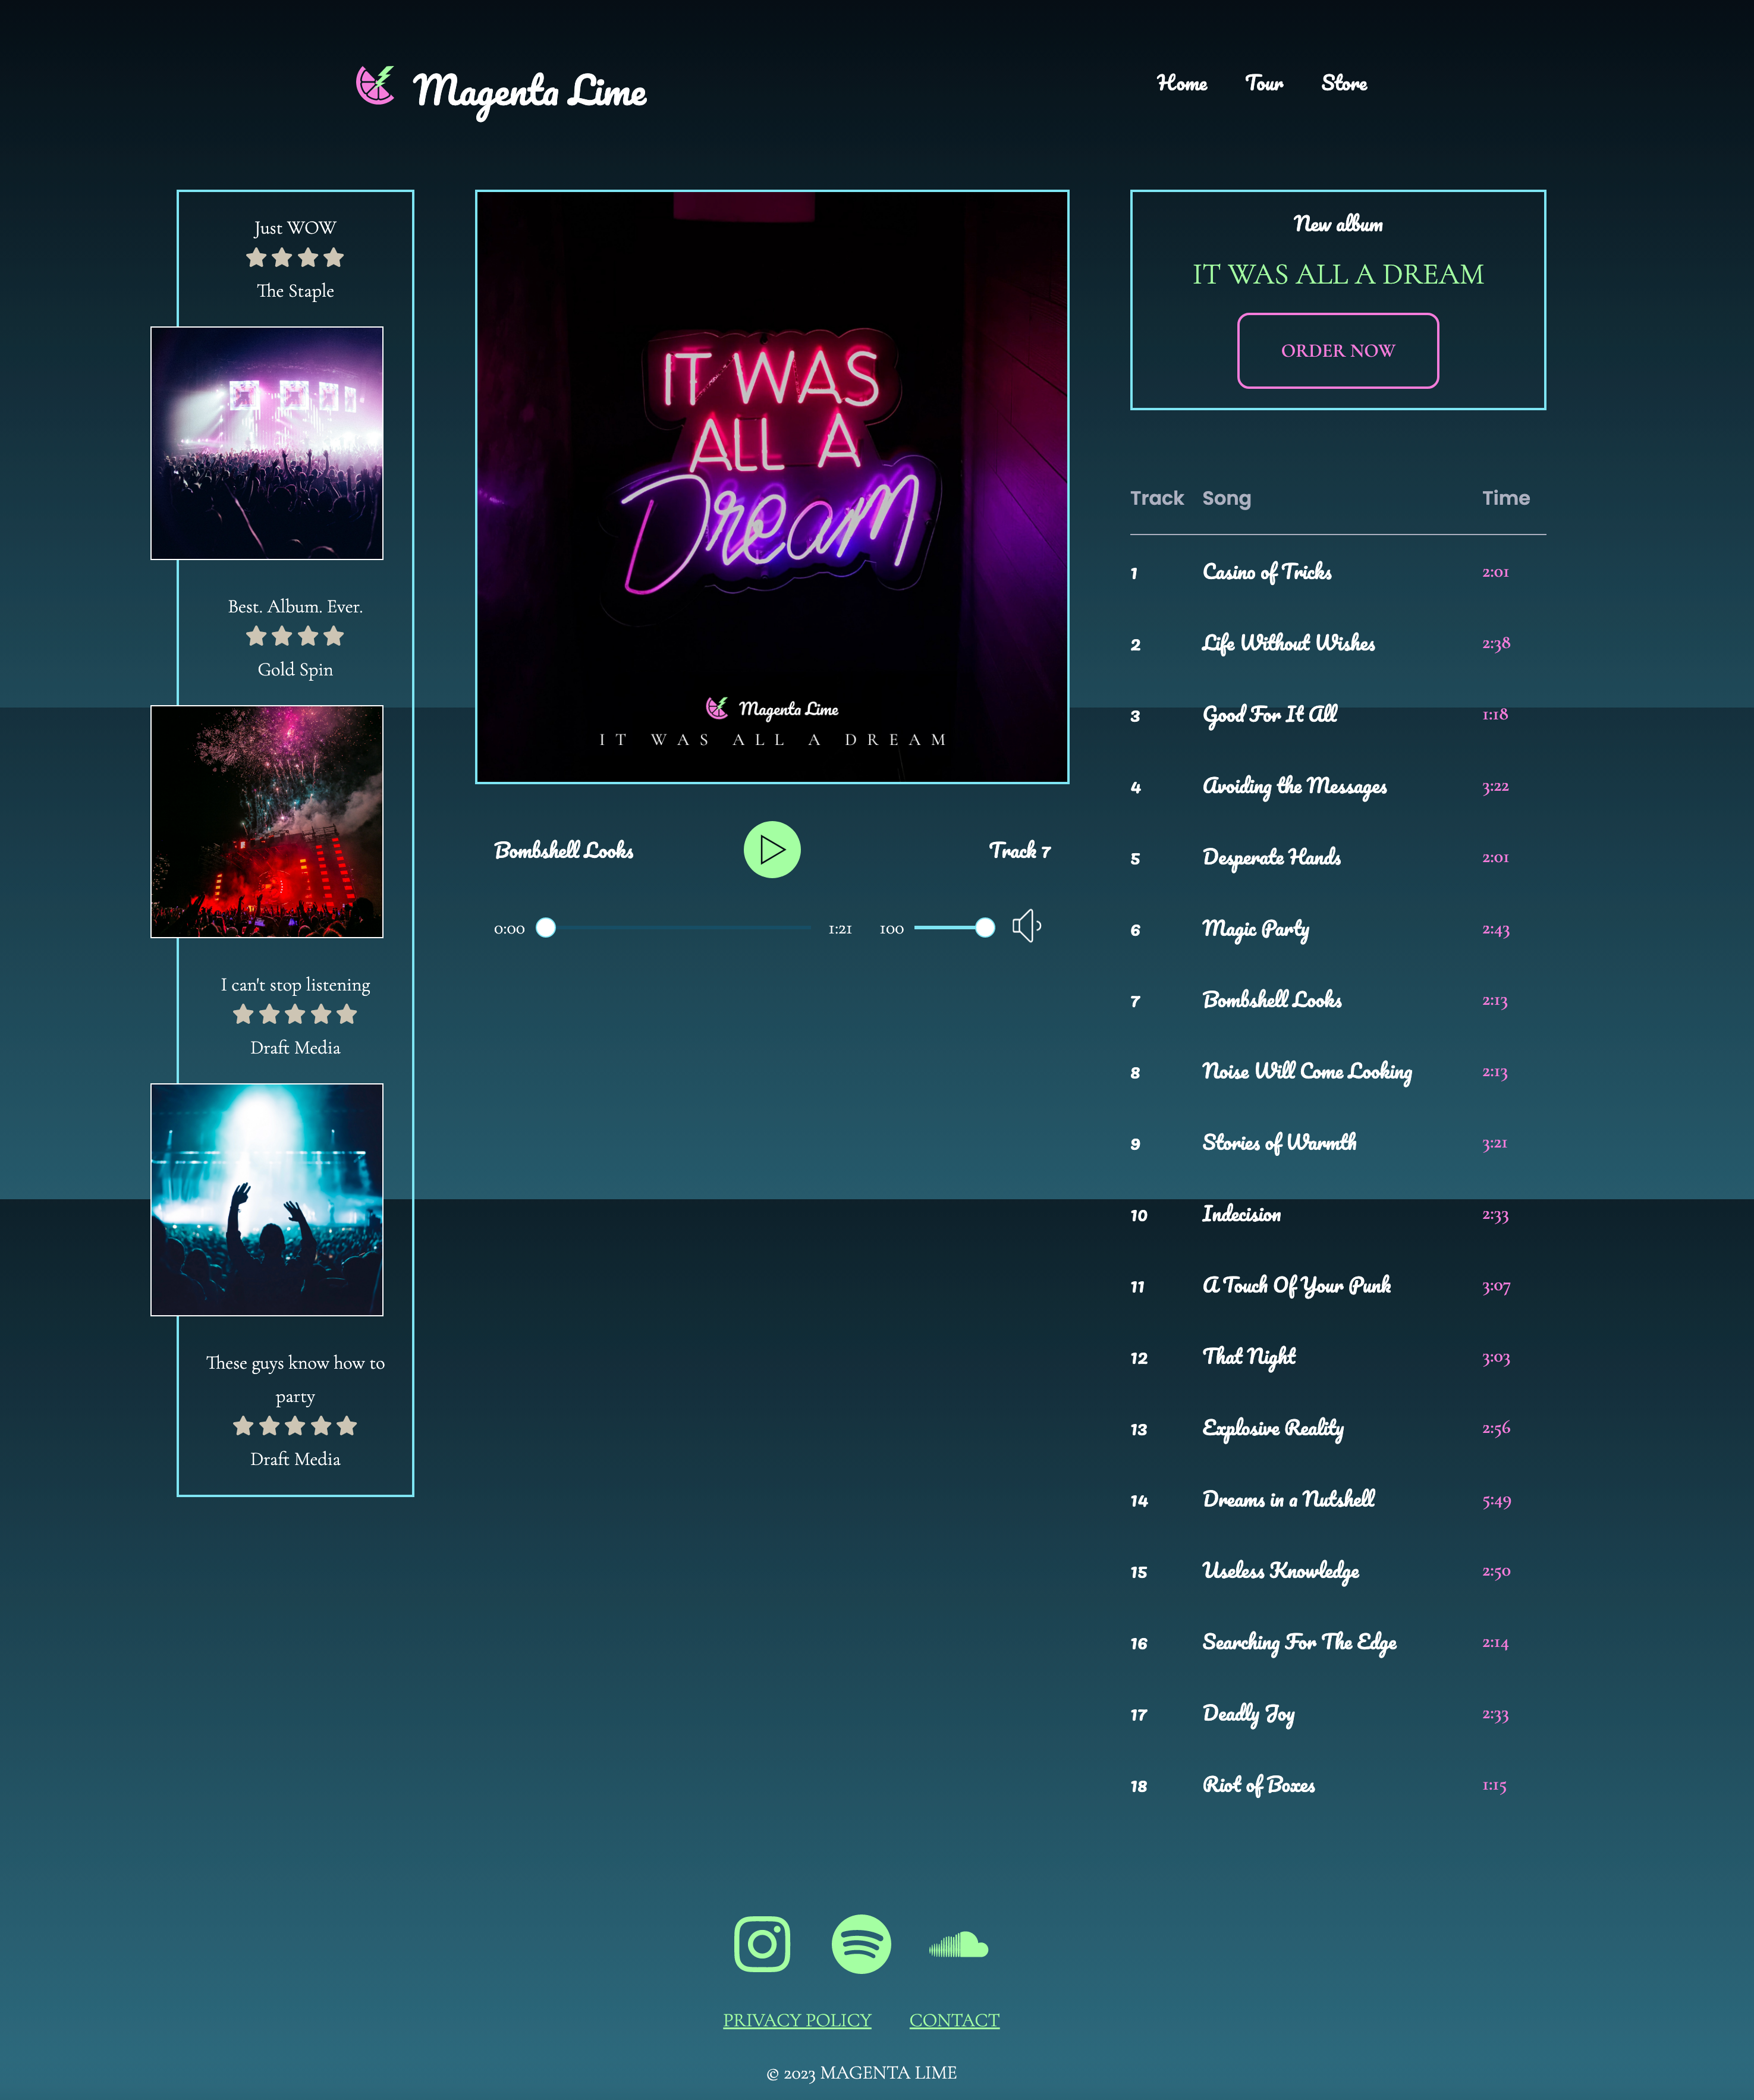 Magenta Lime
Home Tour Store
Just WOW
The Staple
Best. Album. Ever.
Gold Spin
I can't stop listening
Draft Media
These guys know how to
party
Draft Media
IT WAS
ALL A
Dream
Magenta Lime
IT WAS ALL A DREAM
Bombshell Looks Track 7
0:00 1:21 100
New album
IT WAS ALL A DREAM
ORDER NOW
Track Song Time
1 Casino of Tricks 2:01
2 Life Without Wishes 2:38
3 Good For It All 1:18
4 Avoiding the Messages 3:22
5 Desperate Hands 2:01
6 Magic Party 2:43
7 Bombshell Looks 2:13
8 Noise Will Come Looking 2:13
9 Stories of Warmth 3:21
10 Indecision 2:33
11 A Touch Of Your Punk 3:07
12 That Night 3:03
13 Explosive Reality 2:56
14 Dreams in a Nutshell 5:49
15 Useless Knowledge 2:50
16 Searching For The Edge 2:14
17 Deadly Joy 2:33
18 Riot of Boxes 1:15
PRIVACY POLICY CONTACT
© 2023 MAGENTA LIME